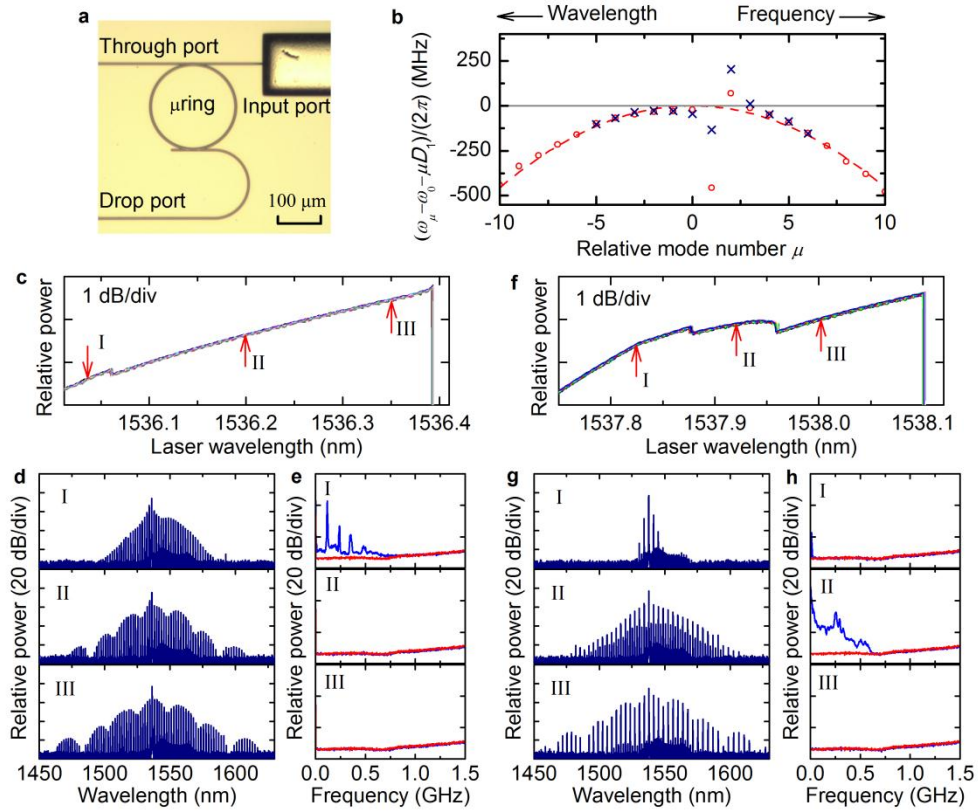 a
Through port
μring
Input port
Drop port
100 μm
b
Wavelength
Frequency
(ω_μ-ω_0-μD_1)/(2π) (MHz)
250
0
-250
-500
-10
-5
0
5
10
Relative mode number μ
c
1 dB/div
I
II
III
Relative power
1536.1
1536.2
1536.3
1536.4
Laser wavelength (nm)
f
1 dB/div
I
II
III
Relative power
1537.8
1537.9
1538.0
1538.1
Laser wavelength (nm)
d
I
II
III
Relative power (20 dB/div)
1450
1500
1550
1600
Wavelength (nm)
e
I
II
III
Relative power (20 dB/div)
0.0
0.5
1.0
1.5
Frequency (GHz)
g
I
II
III
Relative power (20 dB/div)
1450
1500
1550
1600
Wavelength (nm)
h
I
II
III
Relative power (20 dB/div)
0.0
0.5
1.0
1.5
Frequency (GHz)